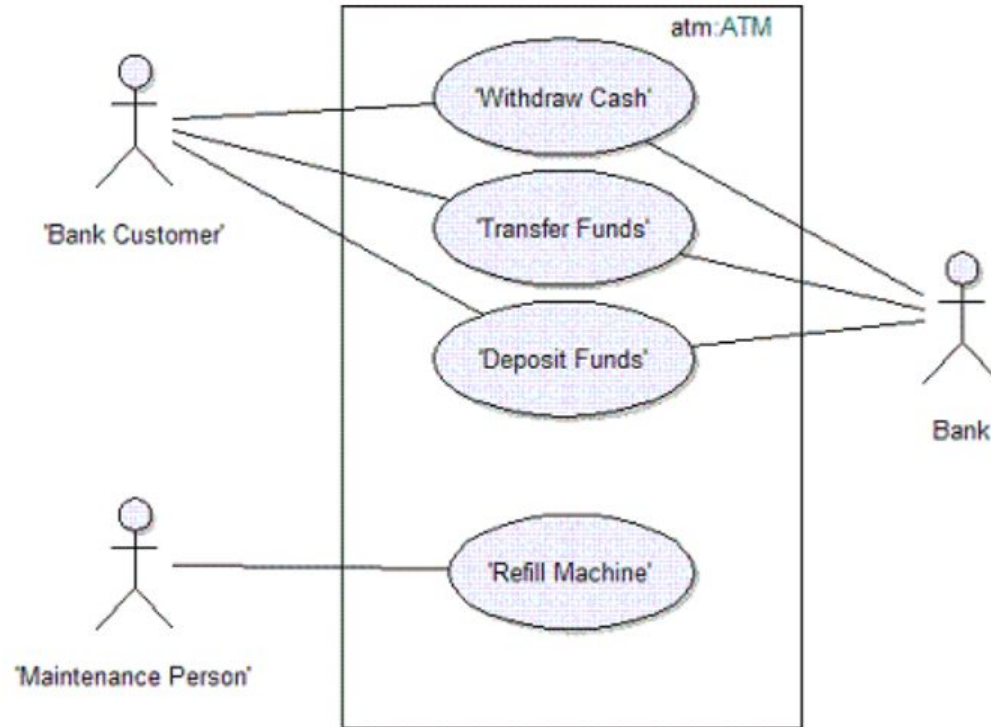 atm:ATM
'Withdraw Cash'
'Transfer Funds'
'Bank Customer'
'Deposit Funds'
Bank
'Refill Machine'
'Maintenance Person'